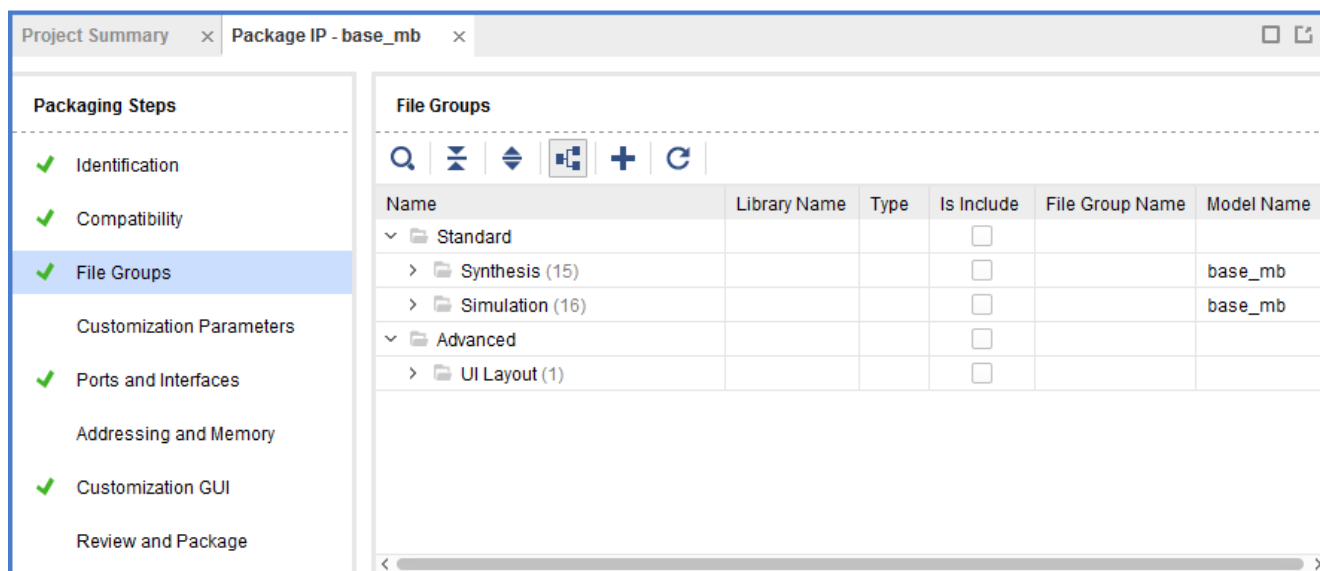 Project Summary
Package IP - base_mb
Packaging Steps
Identification
Compatibility
File Groups
Customization Parameters
Ports and Interfaces
Addressing and Memory
Customization GUI
Review and Package
File Groups
Name Library Name Type Is Include File Group Name Model Name
Standard
Synthesis (15) base_mb
Simulation (16) base_mb
Advanced
UI Layout (1)